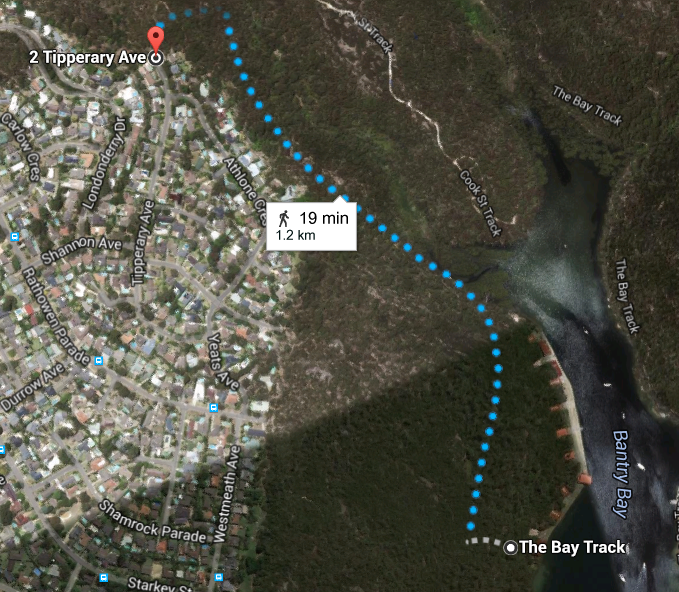 St Track
2 Tipperary Ave
The Bay Track
Carlow Cres
Londonderry Dr
Athlone Cres
Cook St Track
19 min
1.2 km
Tipperary Ave
Shannon Ave
The Bay Track
Rathowen Parade
Yeats Ave
Durrow Ave
Bantry Bay
Westmeath Ave
Shamrock Parade
The Bay Track
Starkey St